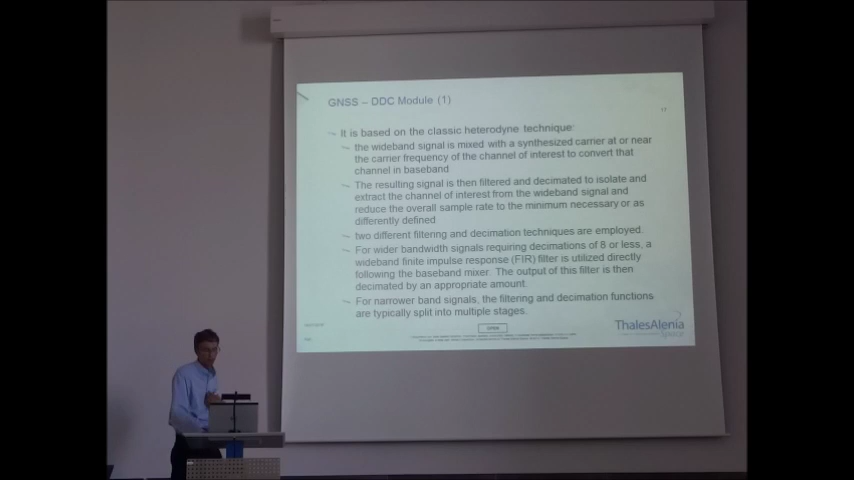 GNSS – DDC Module (1)
It is based on the classic heterodyne technique:
the wideband signal is mixed with a synthesized carrier at or near
the carrier frequency of the channel of interest to convert that
channel in baseband
The resulting signal is then filtered and decimated to isolate and
extract the channel of interest from the wideband signal and
reduce the overall sample rate to the minimum necessary or as
differently defined
two different filtering and decimation techniques are employed.
For wider bandwidth signals requiring decimations of 8 or less, a
wideband finite impulse response (FIR) filter is utilized directly
following the baseband mixer. The output of this filter is then
decimated by an appropriate amount.
For narrower band signals, the filtering and decimation functions
are typically split into multiple stages.
OPEN
ThalesAlenia
Space